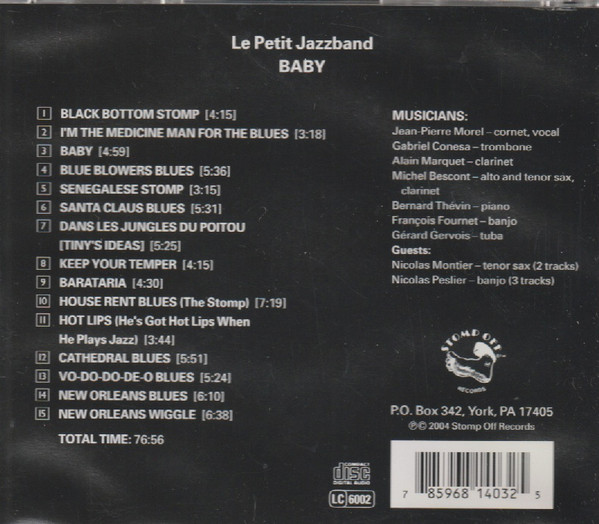 Le Petit Jazzband
BABY
1 BLACK BOTTOM STOMP [4:15]
2 I'M THE MEDICINE MAN FOR THE BLUES [3:18]
3 BABY [4:59]
4 BLUE BLOWERS BLUES [5:36]
5 SENEGALESE STOMP [3:15]
6 SANTA CLAUS BLUES [5:31]
7 DANS LES JUNGLES DU POITOU
[TINY'S IDEAS] [5:25]
8 KEEP YOUR TEMPER [4:15]
9 BARATARIA [4:30]
10 HOUSE RENT BLUES (The Stomp) [7:19]
11 HOT LIPS (He's Got Hot Lips When
He Plays Jazz) [3:44]
12 CATHEDRAL BLUES [5:51]
13 VO-DO-DO-DE-O BLUES [5:24]
14 NEW ORLEANS BLUES [6:10]
15 NEW ORLEANS WIGGLE [6:38]
TOTAL TIME: 76:56
MUSICIANS:
Jean-Pierre Morel – cornet, vocal
Gabriel Conesa – trombone
Alain Marquet – clarinet
Michel Bescont – alto and tenor sax,
clarinet
Bernard Thévin – piano
François Fournet – banjo
Gérard Gervois – tuba
Guests:
Nicolas Montier – tenor sax (2 tracks)
Nicolas Peslier – banjo (3 tracks)
STOMP OFF
RECORDS
P.O. Box 342, York, PA 17405
℗© 2004 Stomp Off Records
COMPACT
disc
DIGITAL AUDIO
LC 6002
7 85968 14032 5